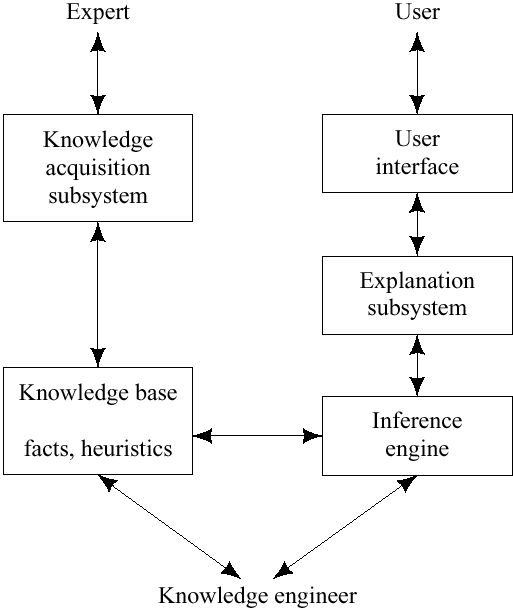 Expert
User
Knowledge
acquisition
subsystem
User
interface
Explanation
subsystem
Knowledge base
facts, heuristics
Inference
engine
Knowledge engineer